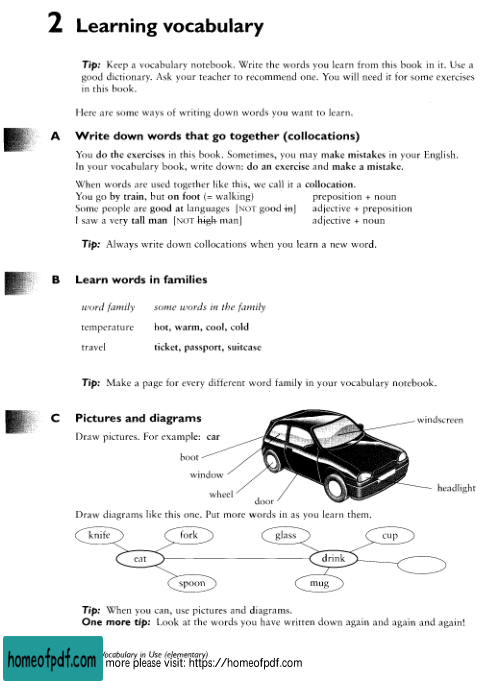 2 Learning vocabulary
Tip: Keep a vocabulary notebook. Write the words you learn from this book in it. Use a
good dictionary. Ask your teacher to recommend one. You will need it for some exercises
in this book.
Here are some ways of writing down words you want to learn.
A Write down words that go together (collocations)
You do the exercises in this book. Sometimes, you may make mistakes in your English.
In your vocabulary book, write down: do an exercise and make a mistake.
When words are used together like this, we call it a collocation.
You go by train, but on foot (= walking) preposition + noun
Some people are good at languages [NOT good in] adjective + preposition
I saw a very tall man [NOT high man] adjective + noun
Tip: Always write down collocations when you learn a new word.
B Learn words in families
word family some words in the family
temperature hot, warm, cool, cold
travel ticket, passport, suitcase
Tip: Make a page for every different word family in your vocabulary notebook.
C Pictures and diagrams
Draw pictures. For example: car
windscreen
boot
window
wheel
door
headlight
Draw diagrams like this one. Put more words in as you learn them.
knife fork glass cup
eat drink
spoon mug
Tip: When you can, use pictures and diagrams.
One more tip: Look at the words you have written down again and again and again!
Vocabulary in Use (elementary)
homeofpdf.com more please visit: https://homeofpdf.com